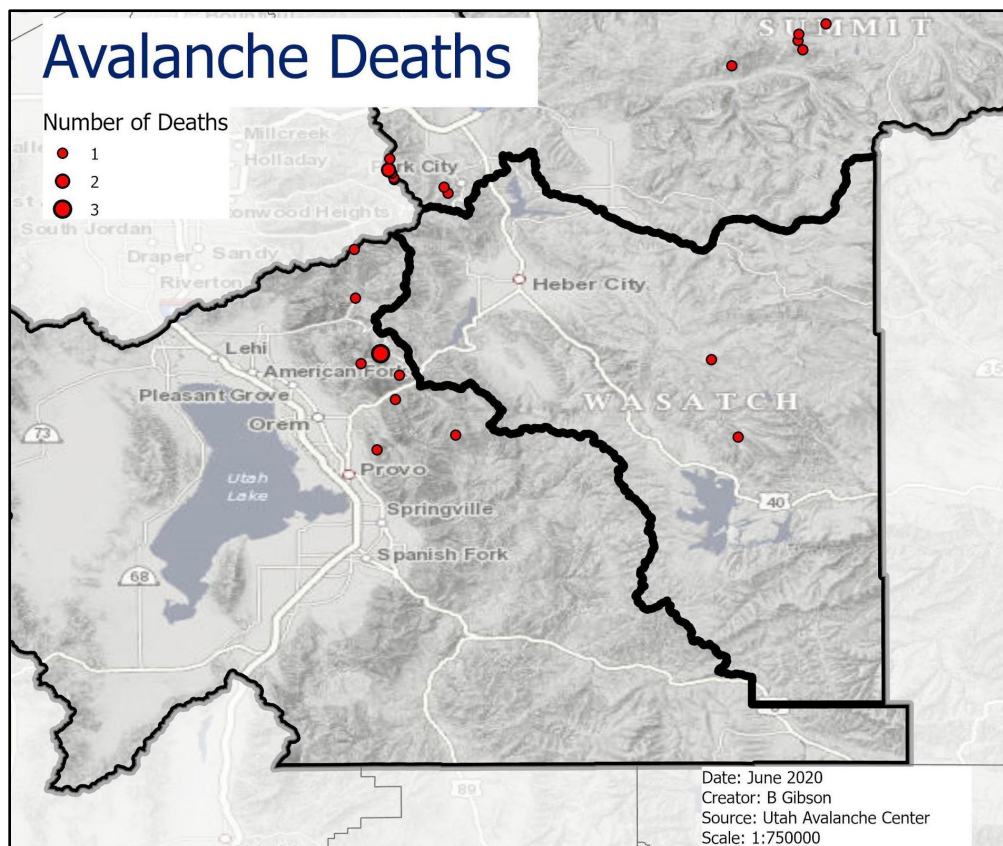 Avalanche Deaths
Number of Deaths
1
2
3
SUMMIT
Millcreek
Holladay
Park City
Cottonwood Heights
South Jordan
Draper
Sandy
Riverton
Heber City
Lehi
American Fork
Pleasant Grove
WASATCH
35
Orem
73
Provo
Utah
Lake
40
Springville
Spanish Fork
68
89
Date: June 2020
Creator: B Gibson
Source: Utah Avalanche Center
Scale: 1:750000